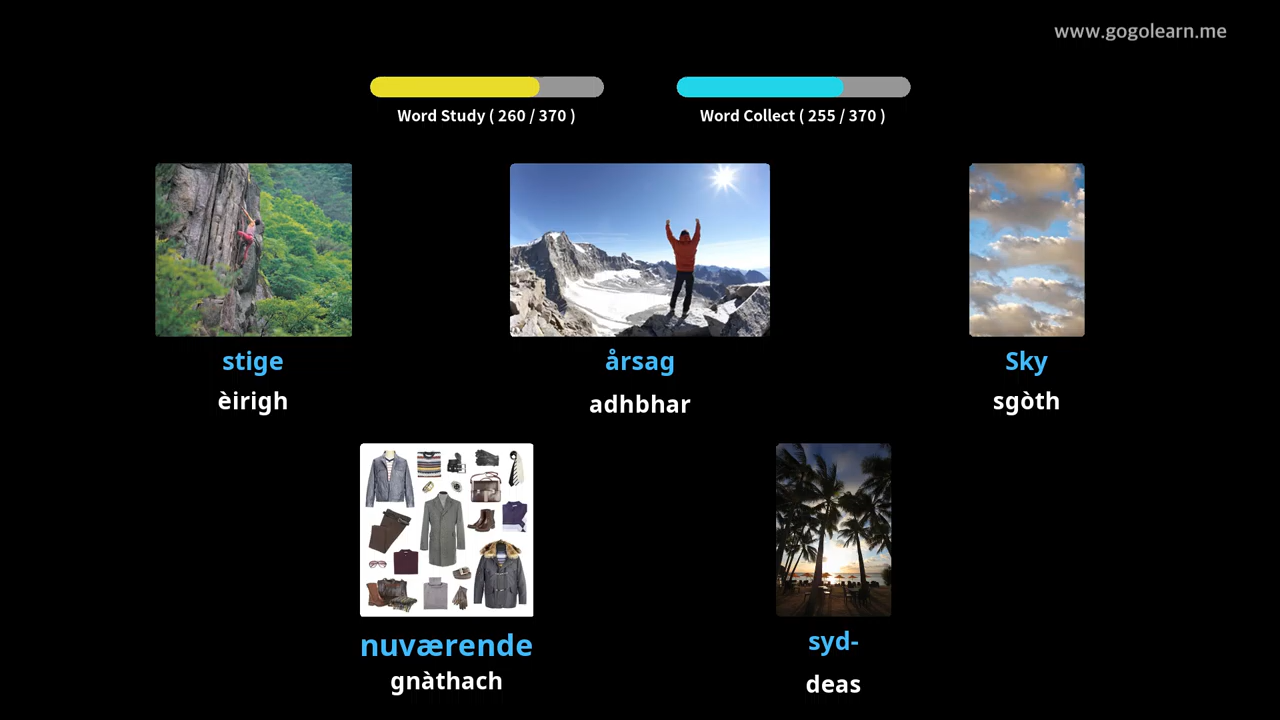 www.gogolearn.me
Word Study ( 260 / 370 )
Word Collect ( 255 / 370 )
stige
èirigh
årsag
adhbhar
Sky
sgòth
nuværende
gnàthach
syd-
deas